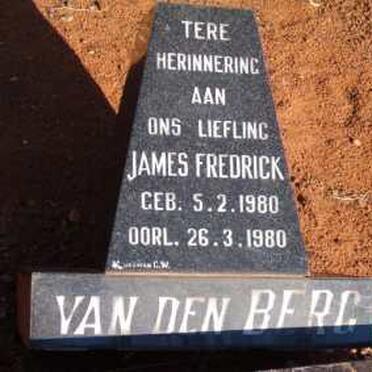 TERE
HERINNERING
AAN
ONS LIEFLING
JAMES FREDRICK
GEB. 5.2.1980
OORL. 26.3.1980
VAN DEN BERG